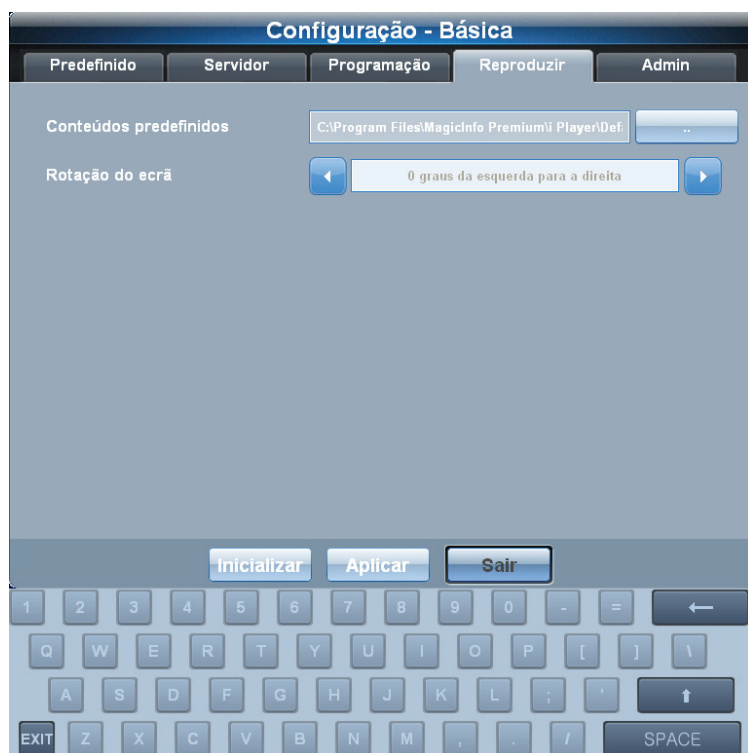 Configuração - Básica
Predefinido Servidor Programação Reproduzir Admin
Conteúdos predefinidos C:\Program Files\MagicInfo Premium\i Player\Def ..
Rotação do ecrã 0 graus da esquerda para a direita
Inicializar Aplicar Sair
1 2 3 4 5 6 7 8 9 0 - = ←
Q W E R T Y U I O P [ ] \
A S D F G H J K L ; ' ⬆
EXIT Z X C V B N M , . / SPACE